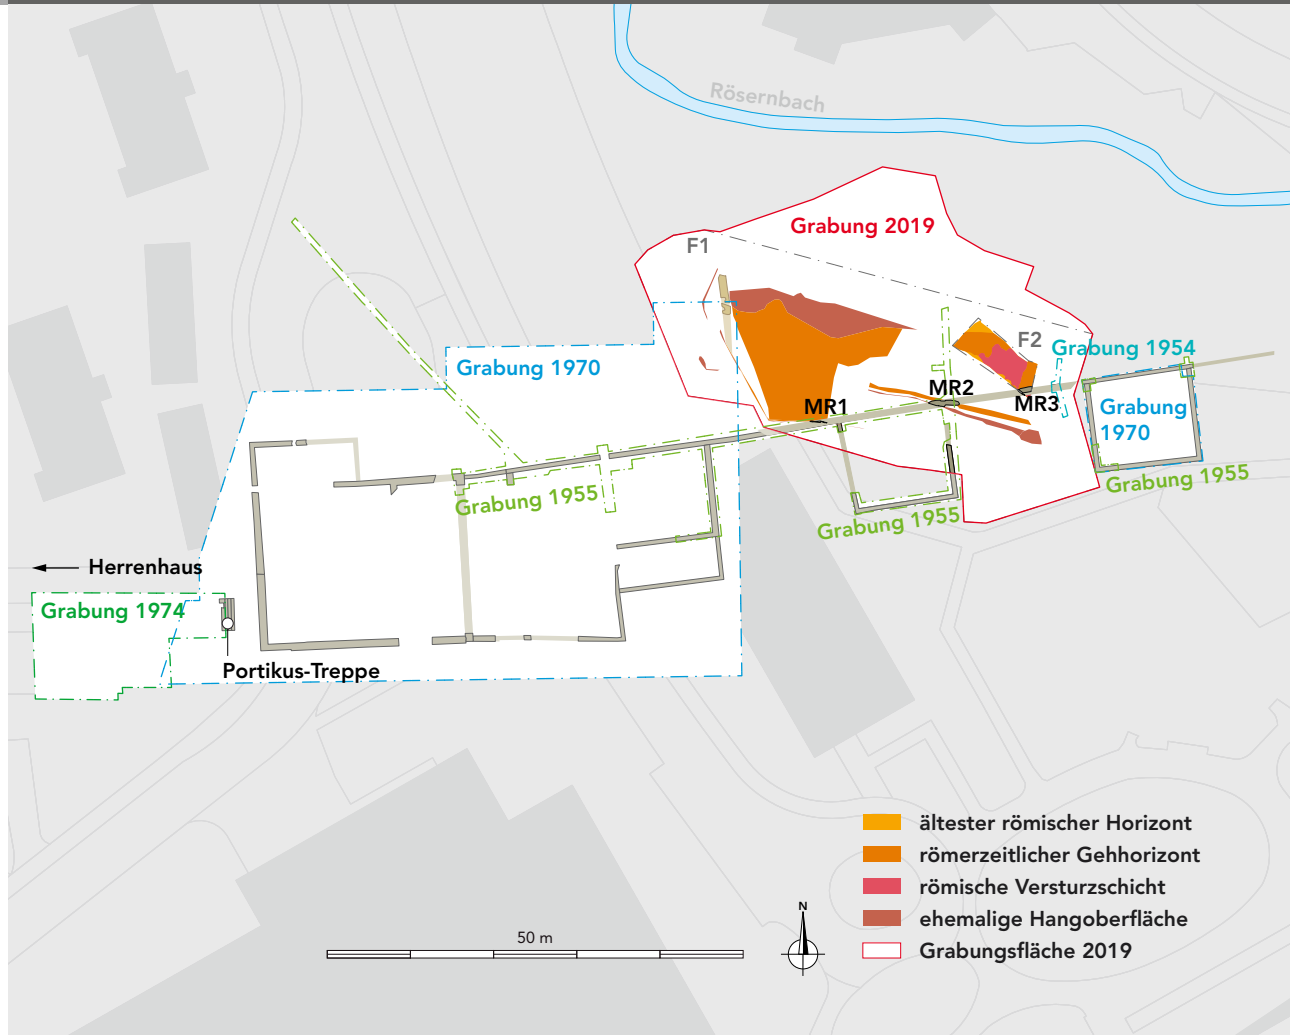 Rösernbach
Grabung 2019
F1
F2
Grabung 1954
Grabung 1970
MR2
MR1
MR3
Grabung
1970
Grabung 1955
Grabung 1955
Grabung 1955
Herrenhaus
Grabung 1974
Portikus-Treppe
ältester römischer Horizont
römerzeitlicher Gehhorizont
römische Versturzschicht
ehemalige Hangoberfläche
Grabungsfläche 2019
N
50 m